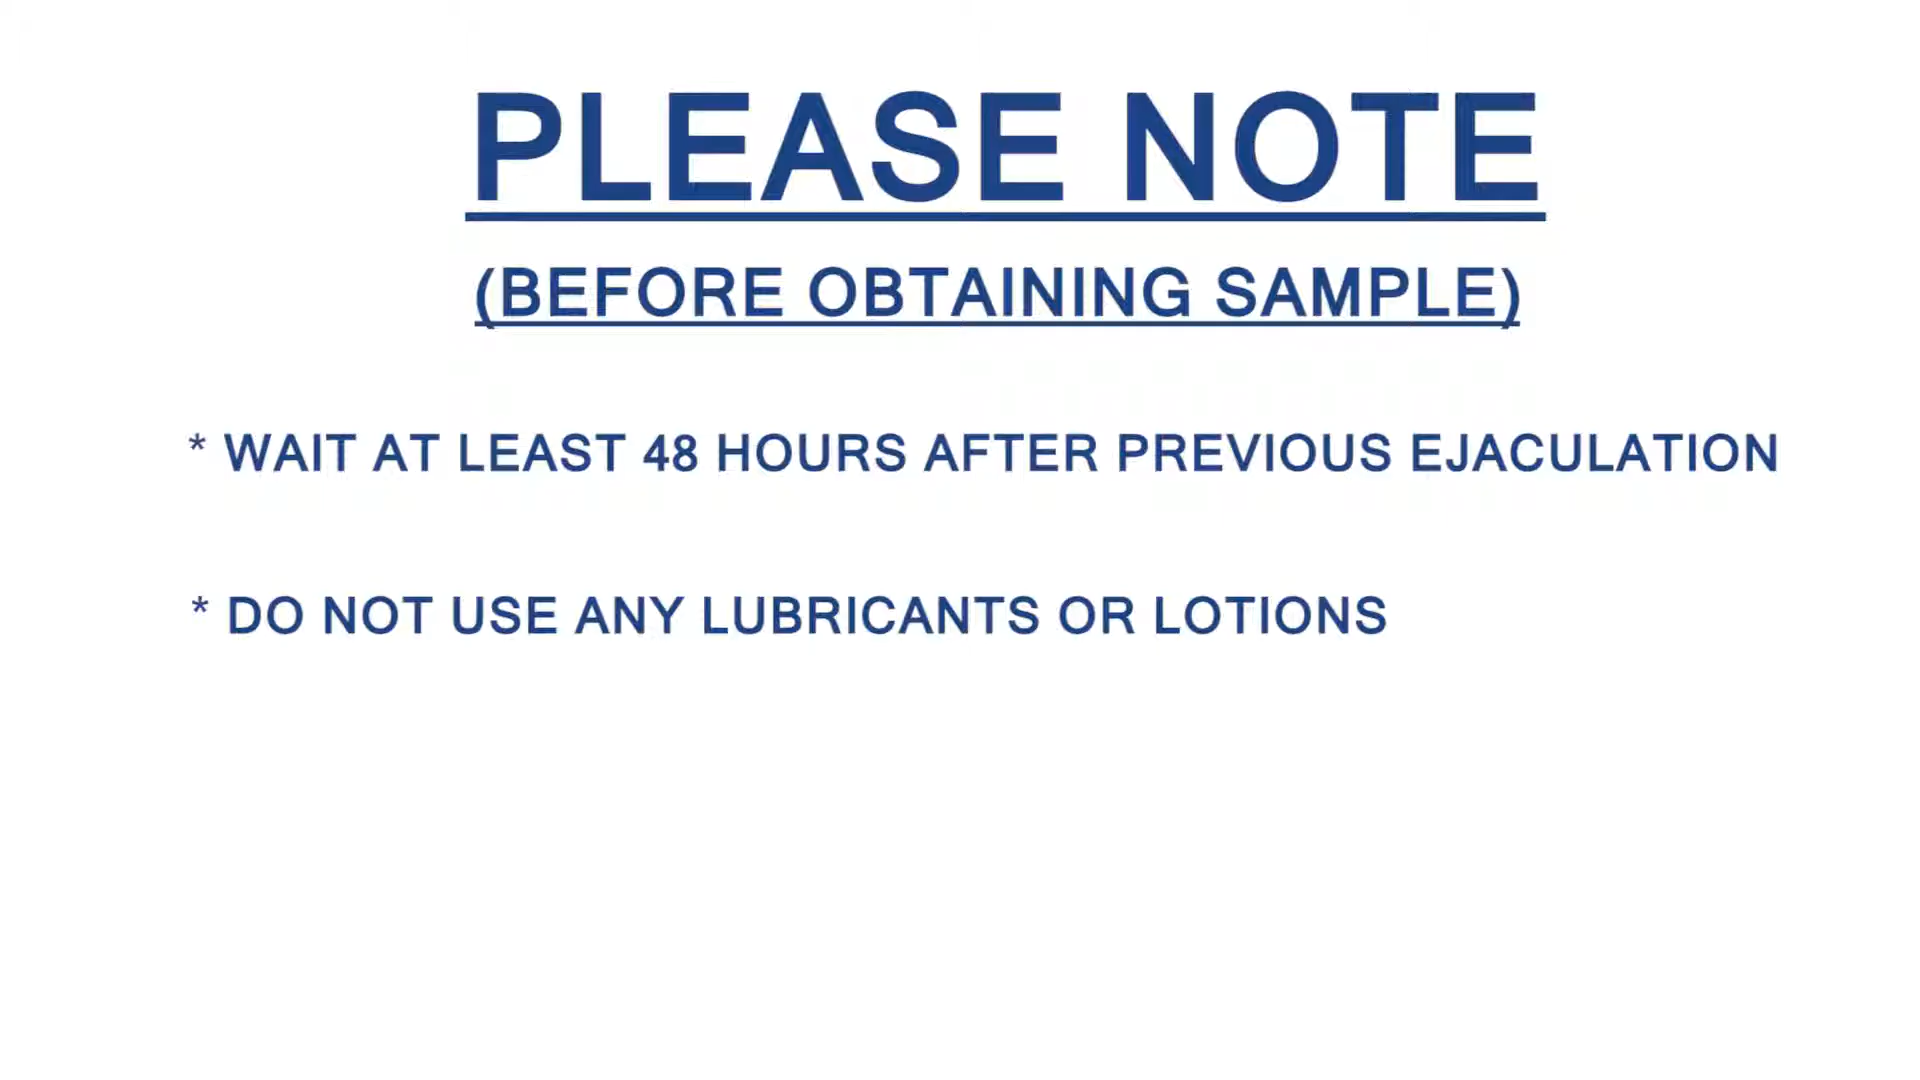 PLEASE NOTE
(BEFORE OBTAINING SAMPLE)
* WAIT AT LEAST 48 HOURS AFTER PREVIOUS EJACULATION
* DO NOT USE ANY LUBRICANTS OR LOTIONS